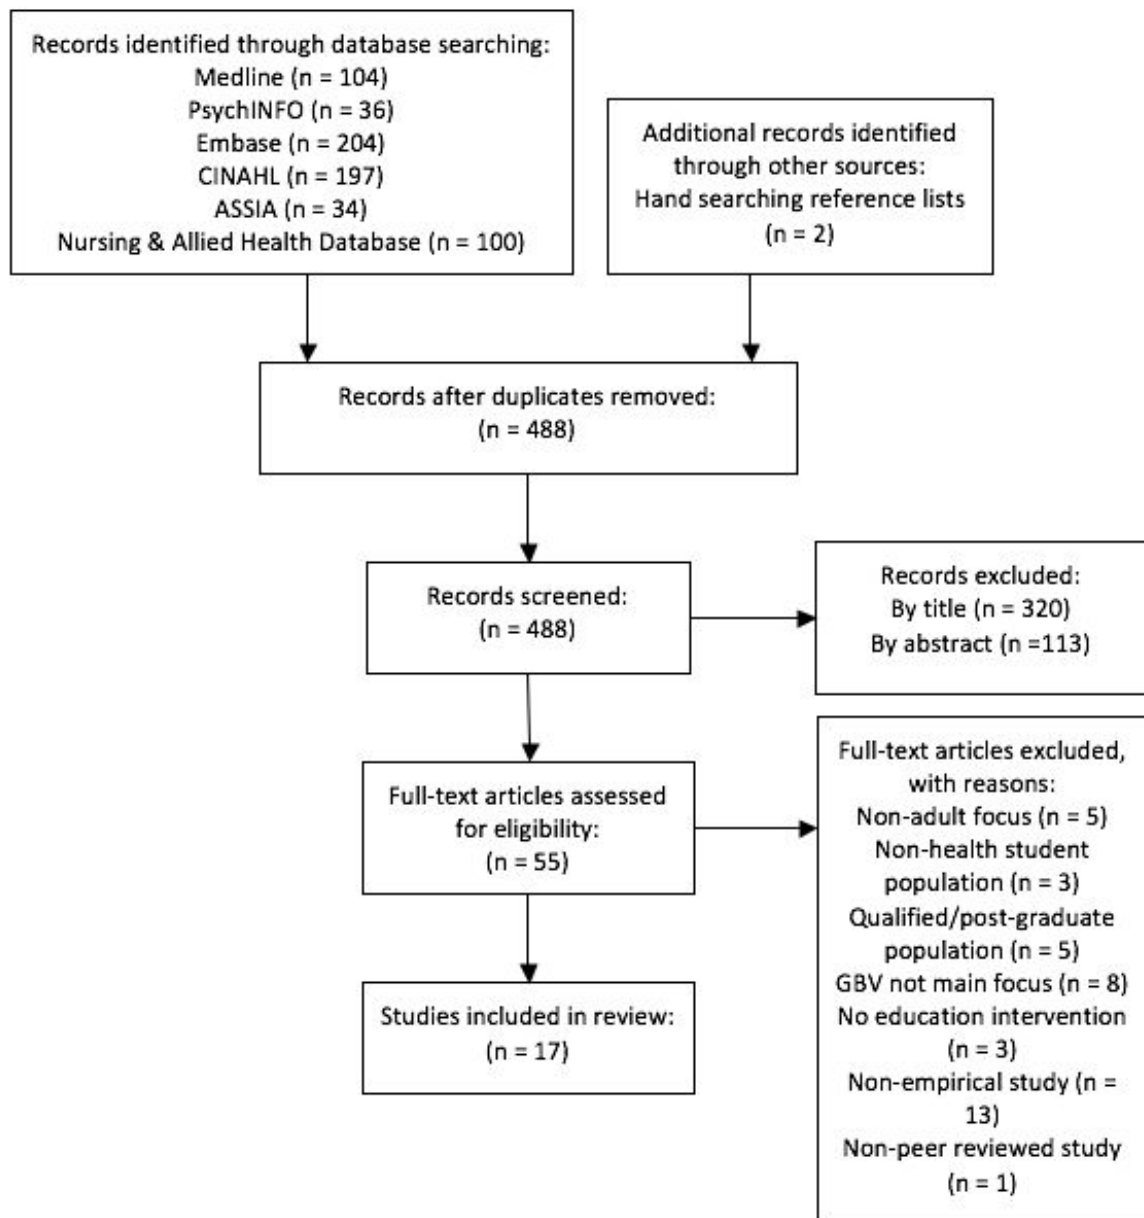 Records identified through database searching:
Medline (n = 104)
PsychINFO (n = 36)
Embase (n = 204)
CINAHL (n = 197)
ASSIA (n = 34)
Nursing & Allied Health Database (n = 100)
Additional records identified
through other sources:
Hand searching reference lists
(n = 2)
Records after duplicates removed:
(n = 488)
Records screened:
(n = 488)
Records excluded:
By title (n = 320)
By abstract (n =113)
Full-text articles assessed
for eligibility:
(n = 55)
Full-text articles excluded,
with reasons:
Non-adult focus (n = 5)
Non-health student
population (n = 3)
Qualified/post-graduate
population (n = 5)
GBV not main focus (n = 8)
No education intervention
(n = 3)
Non-empirical study (n =
13)
Non-peer reviewed study
(n = 1)
Studies included in review:
(n = 17)